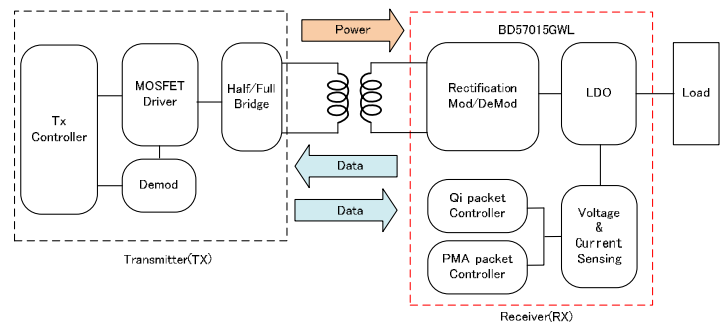 Power
BD57015GWL
Tx
Controller
MOSFET
Driver
Half/Full
Bridge
Demod
Rectification
Mod/DeMod
LDO
Load
Data
Data
Qi packet
Controller
PMA packet
Controller
Voltage
&
Current
Sensing
Transmitter(TX)
Receiver(RX)